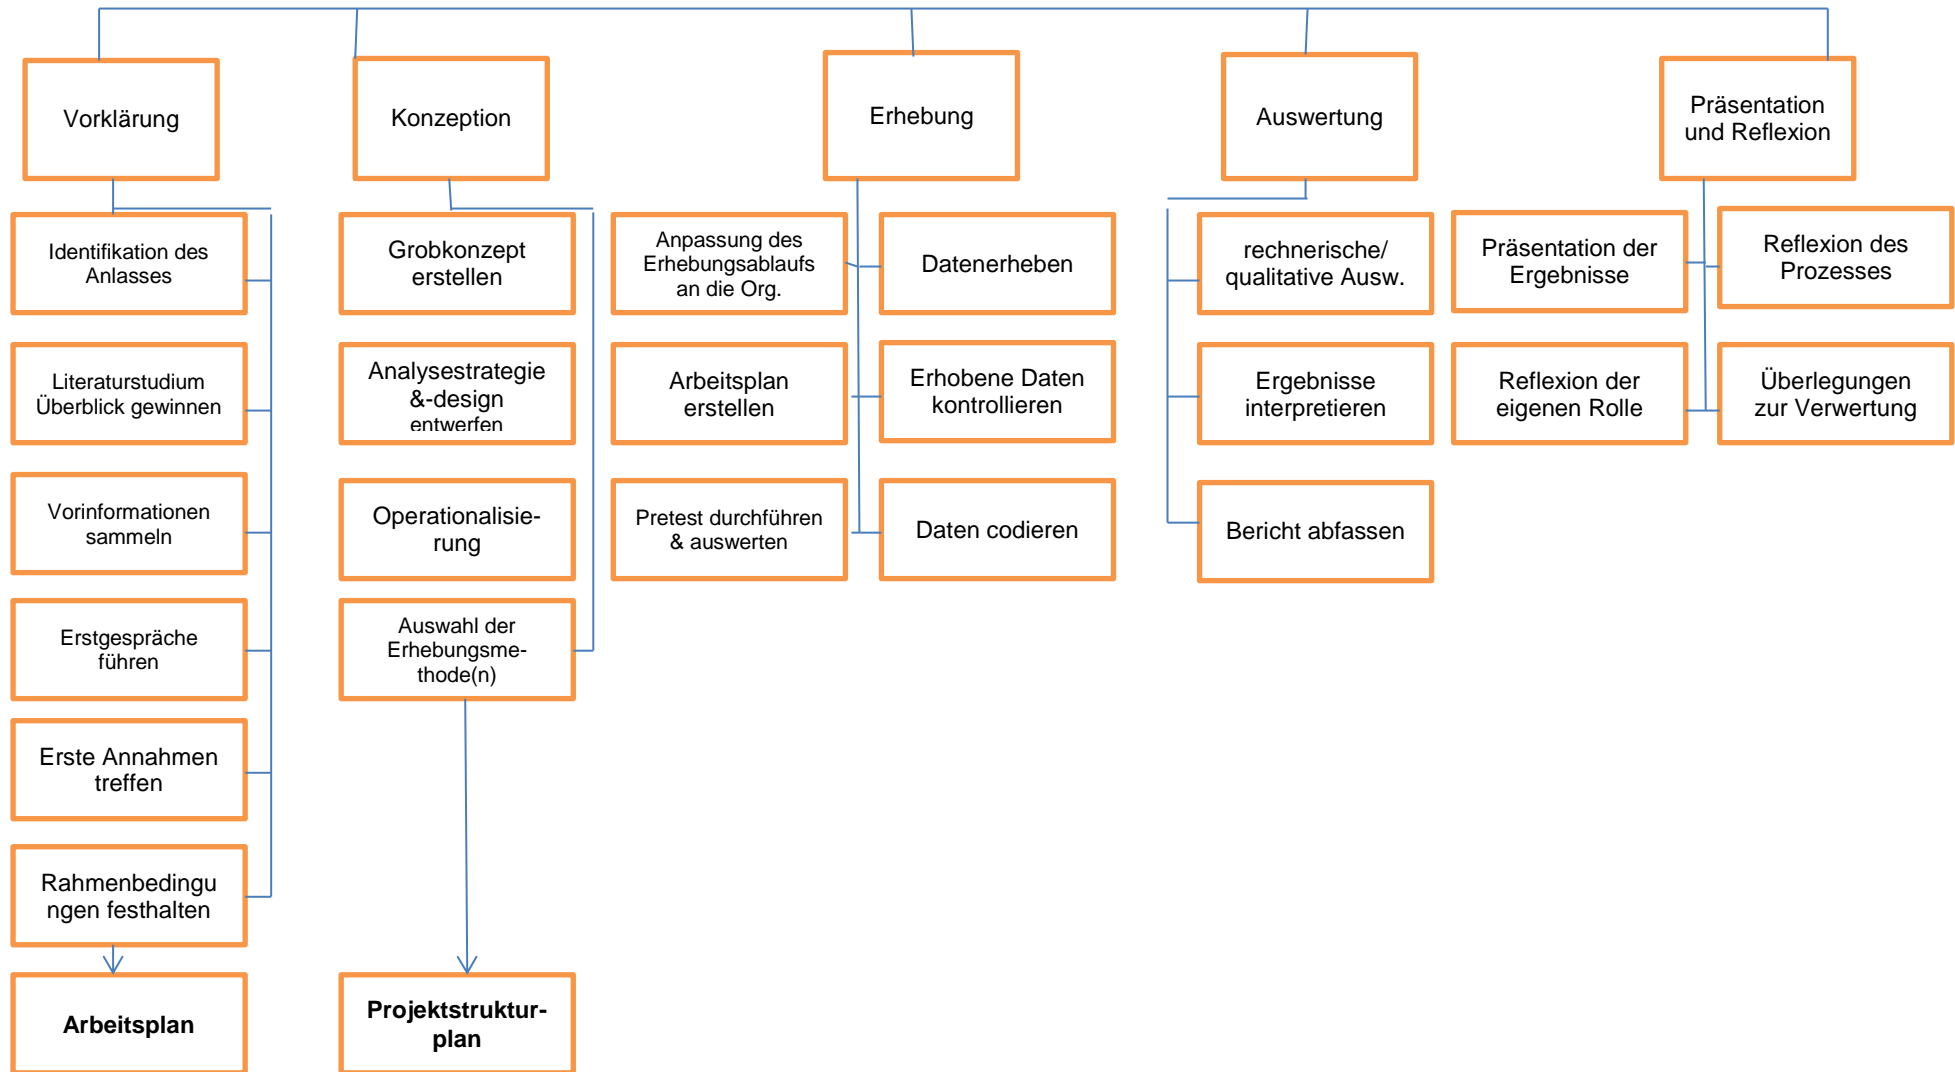 Vorklärung
Konzeption
Erhebung
Auswertung
Präsentation
und Reflexion
Identifikation des
Anlasses
Literaturstudium
Überblick gewinnen
Vorinformationen
sammeln
Erstgespräche
führen
Erste Annahmen
treffen
Rahmenbedingu
ngen festhalten
Arbeitsplan
Grobkonzept
erstellen
Analysestrategie
&-design
entwerfen
Operationalisie-
rung
Auswahl der
Erhebungsme-
thode(n)
Projektstruktur-
plan
Anpassung des
Erhebungsablaufs
an die Org.
Arbeitsplan
erstellen
Pretest durchführen
& auswerten
Datenerheben
Erhobene Daten
kontrollieren
Daten codieren
rechnerische/
qualitative Ausw.
Ergebnisse
interpretieren
Bericht abfassen
Präsentation der
Ergebnisse
Reflexion der
eigenen Rolle
Reflexion des
Prozesses
Überlegungen
zur Verwertung